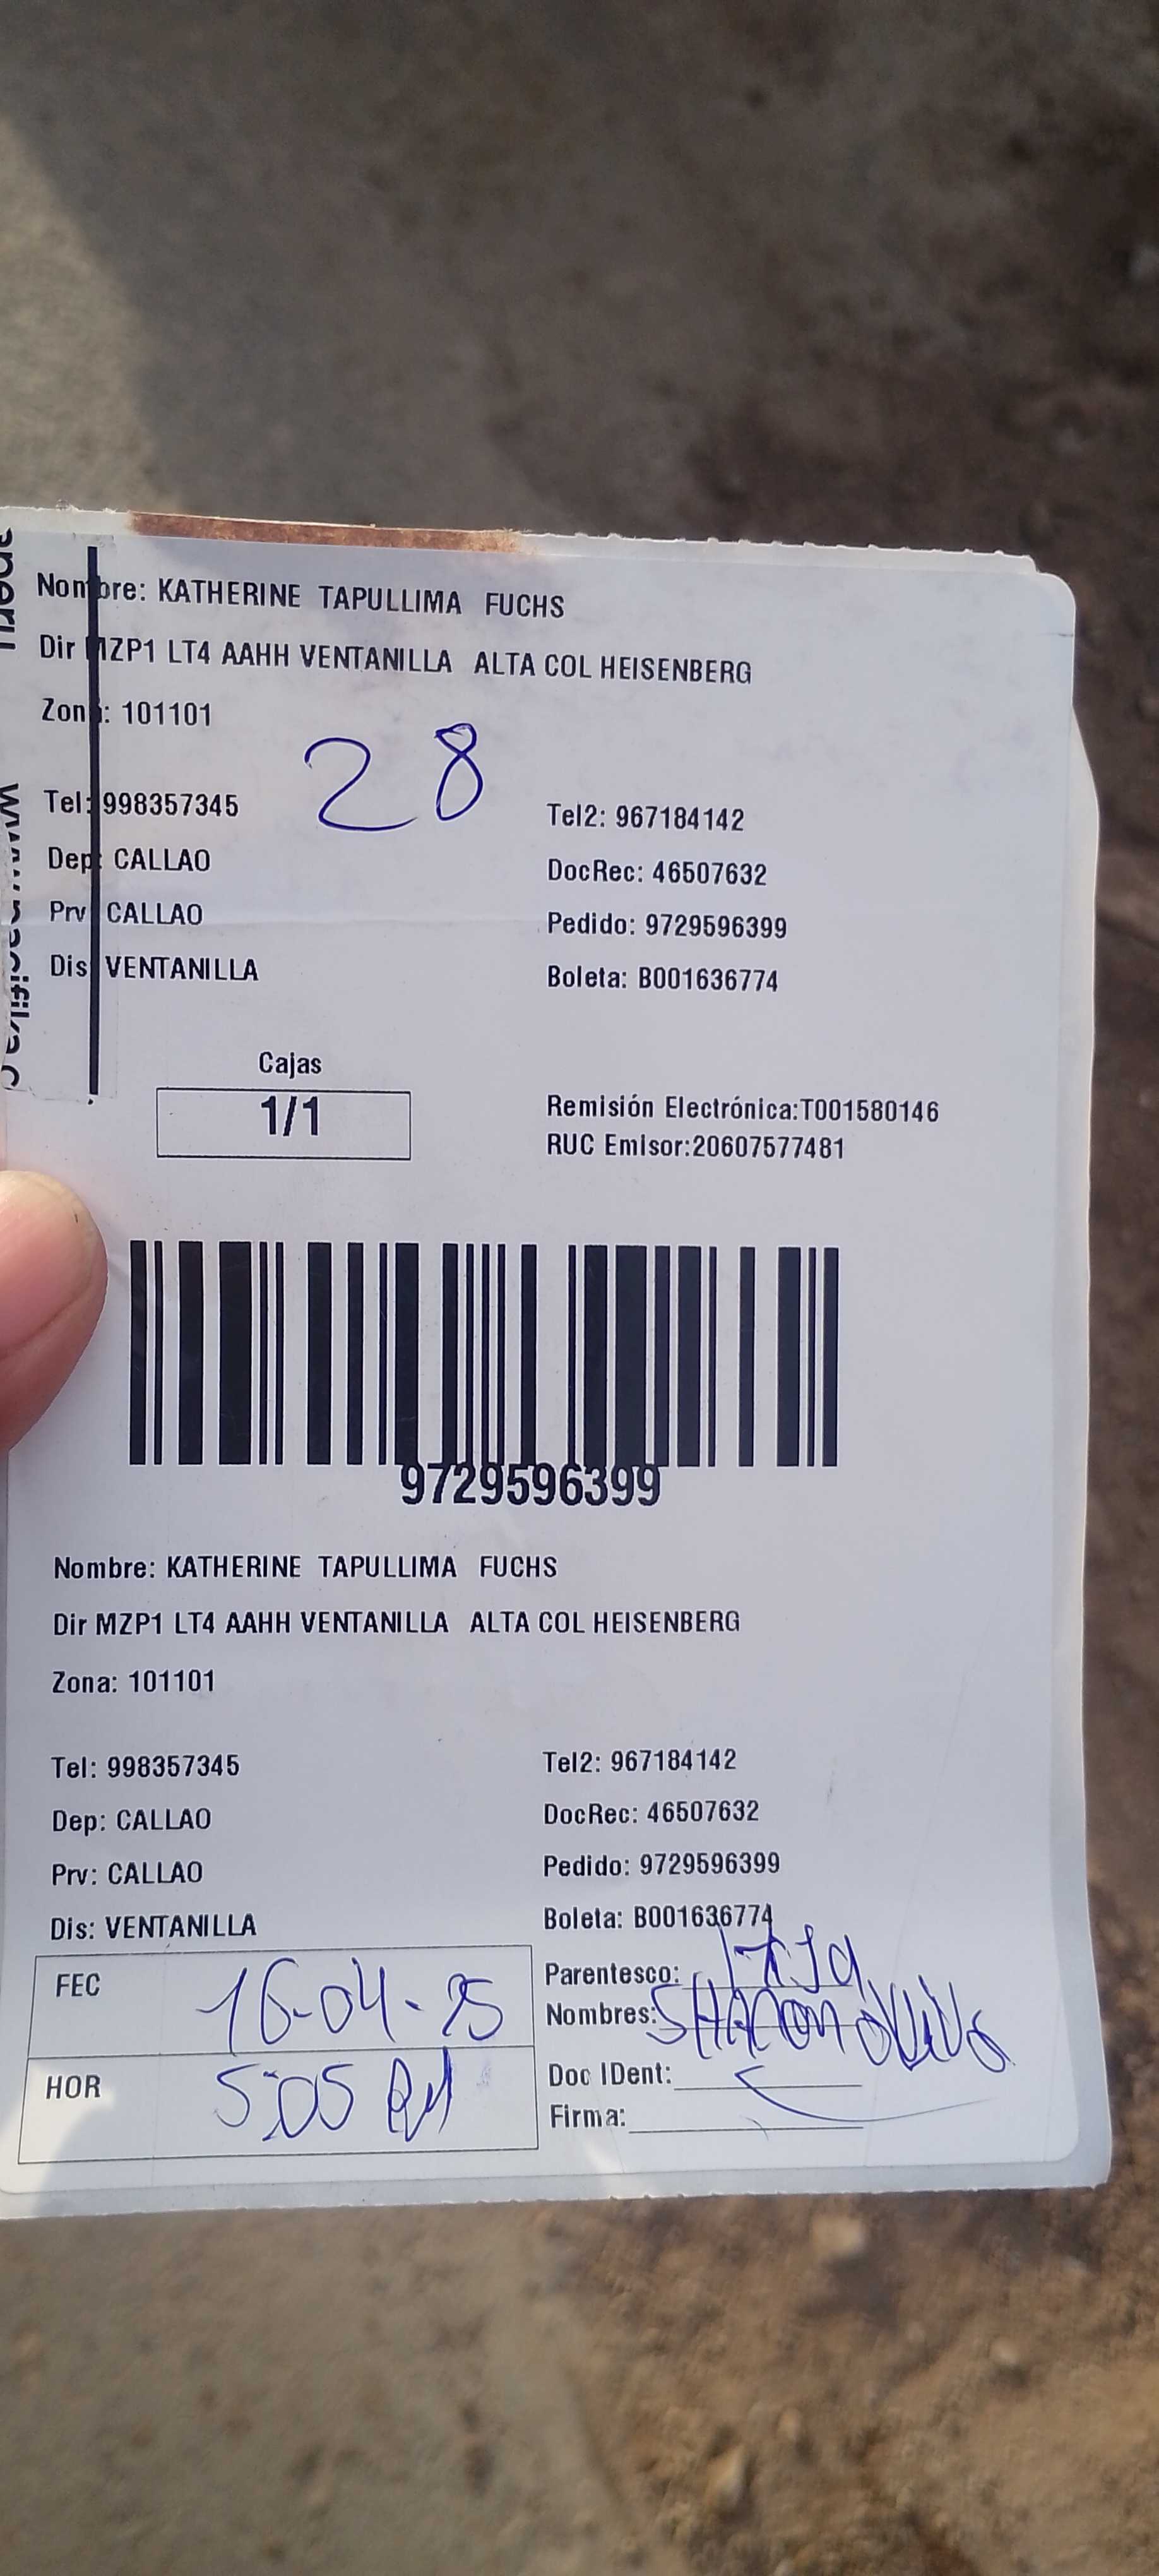 Nombre: KATHERINE TAPULLIMA FUCHS
Dir MZP1 LT4 AAHH VENTANILLA ALTA COL HEISENBERG
Zona: 101101
28
Tel: 998357345
Tel2: 967184142
Dep: CALLAO
DocRec: 46507632
Prv: CALLAO
Pedido: 9729596399
Dis: VENTANILLA
Boleta: B001636774
Cajas
1/1
Remisión Electrónica:T001580146
RUC Emisor:20607577481
9729596399
Nombre: KATHERINE TAPULLIMA FUCHS
Dir MZP1 LT4 AAHH VENTANILLA ALTA COL HEISENBERG
Zona: 101101
Tel: 998357345
Tel2: 967184142
Dep: CALLAO
DocRec: 46507632
Prv: CALLAO
Pedido: 9729596399
Dis: VENTANILLA
Boleta: B001636774
FEC 16-04-25
Parentesco:
Nombres: SHARON
HOR 5:05 PM
Doc IDent:
Firma: